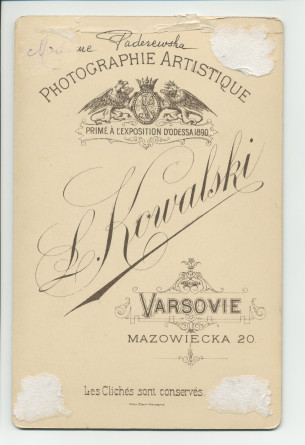 Paderewska
PHOTOGRAPHIE ARTISTIQUE
PRIMÉ À L'EXPOSITION D'ODESSA 1890.
L. Kowalski
VARSOVIE
MAZOWIECKA 20.
Les Clichés sont conservés